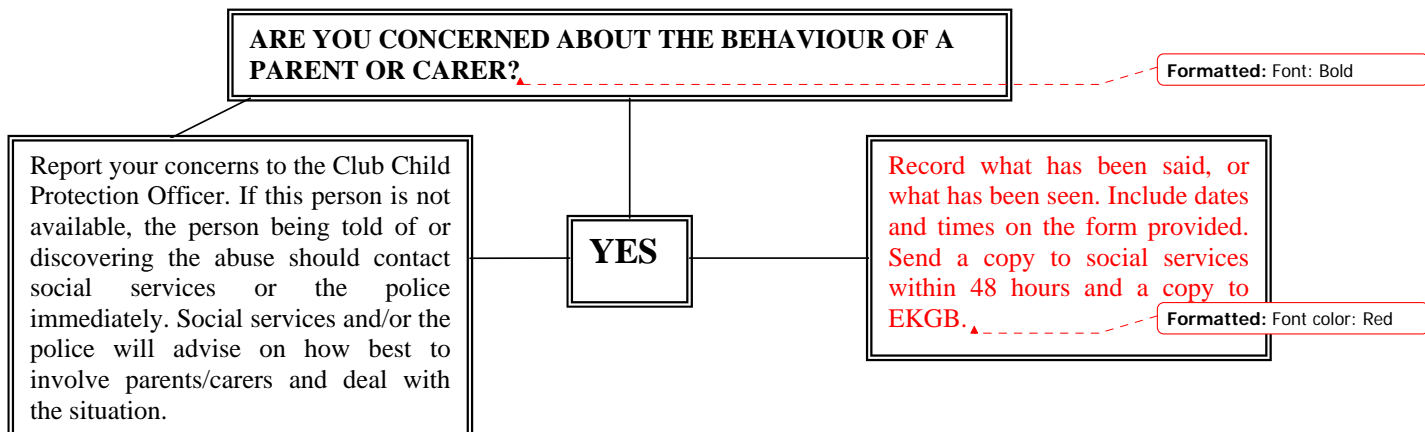 ARE YOU CONCERNED ABOUT THE BEHAVIOUR OF A
PARENT OR CARER?
Formatted: Font: Bold
Report your concerns to the Club Child
Protection Officer. If this person is not
available, the person being told of or
discovering the abuse should contact
social services or the police
immediately. Social services and/or the
police will advise on how best to
involve parents/carers and deal with
the situation.
YES
Record what has been said, or
what has been seen. Include dates
and times on the form provided.
Send a copy to social services
within 48 hours and a copy to
EKGB.
Formatted: Font color: Red